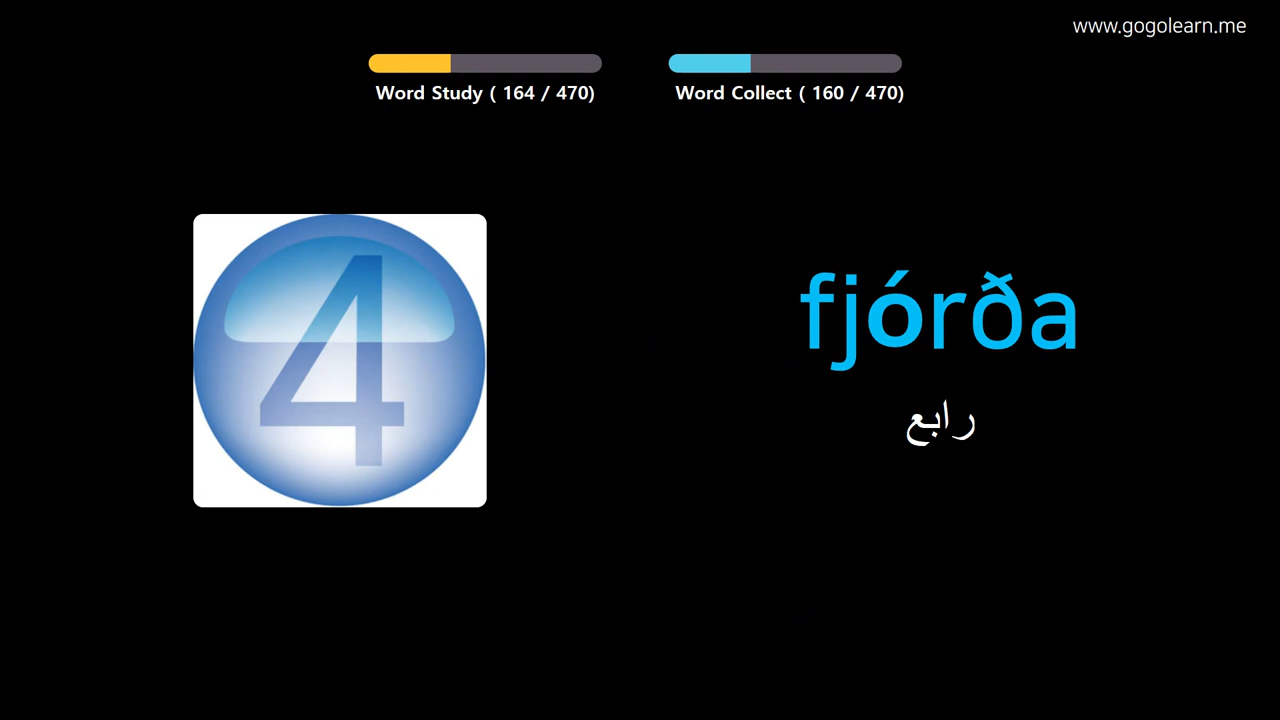 www.gogolearn.me
Word Study ( 164 / 470)
Word Collect ( 160 / 470)
4
fjórða
رابع